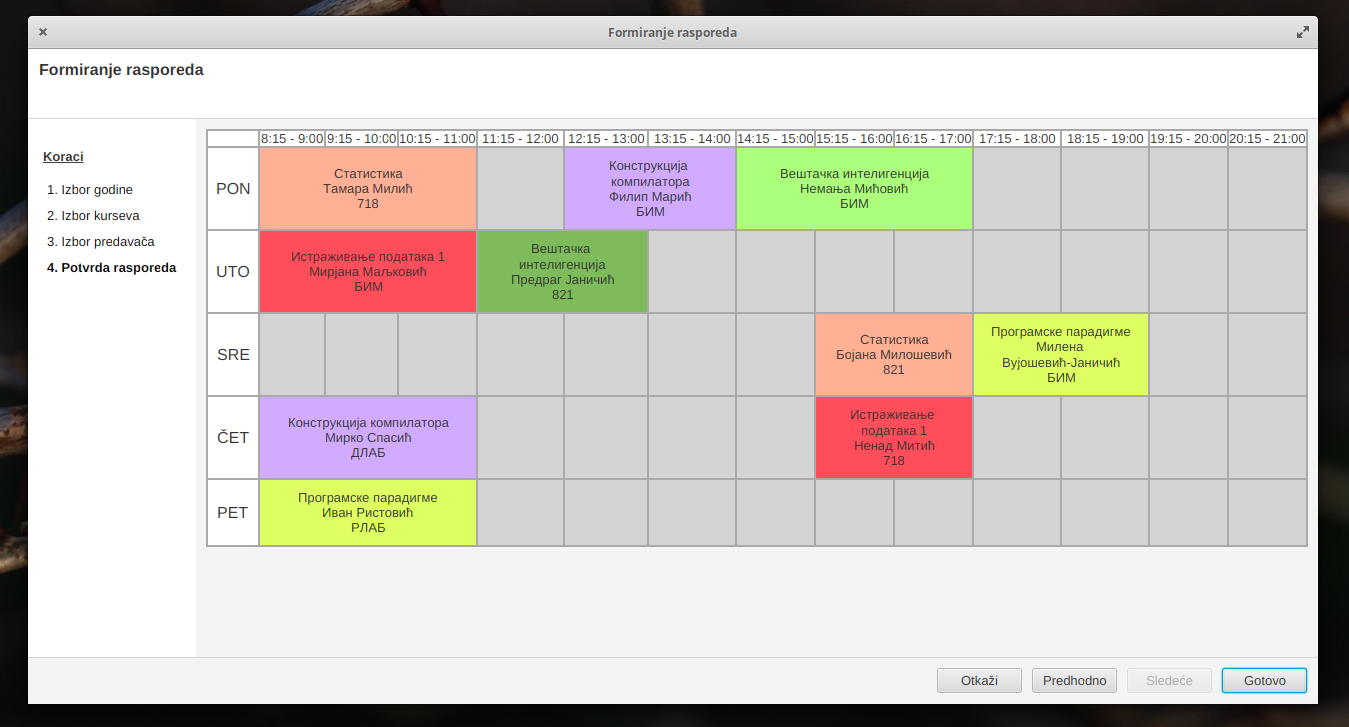 Formiranje rasporeda
Formiranje rasporeda
Koraci
1. Izbor godine
2. Izbor kurseva
3. Izbor predavača
4. Potvrda rasporeda
8:15 - 9:00 9:15 - 10:00 10:15 - 11:00 11:15 - 12:00 12:15 - 13:00 13:15 - 14:00 14:15 - 15:00 15:15 - 16:00 16:15 - 17:00 17:15 - 18:00 18:15 - 19:00 19:15 - 20:00 20:15 - 21:00
PON
Статистика
Тамара Милић
718
Конструкција
компилатора
Филип Марић
БИМ
Вештачка интелигенција
Немања Мићовић
БИМ
UTO
Истраживање података 1
Мирјана Маљковић
БИМ
Вештачка
интелигенција
Предраг Јаничић
821
SRE
Статистика
Бојана Милошевић
821
Програмске парадигме
Милена
Вујошевић-Јаничић
БИМ
ČET
Конструкција компилатора
Мирко Спасић
ДЛАБ
Истраживање
података 1
Ненад Митић
718
PET
Програмске парадигме
Иван Ристовић
РЛАБ
Otkaži
Predhodno
Sledeće
Gotovo